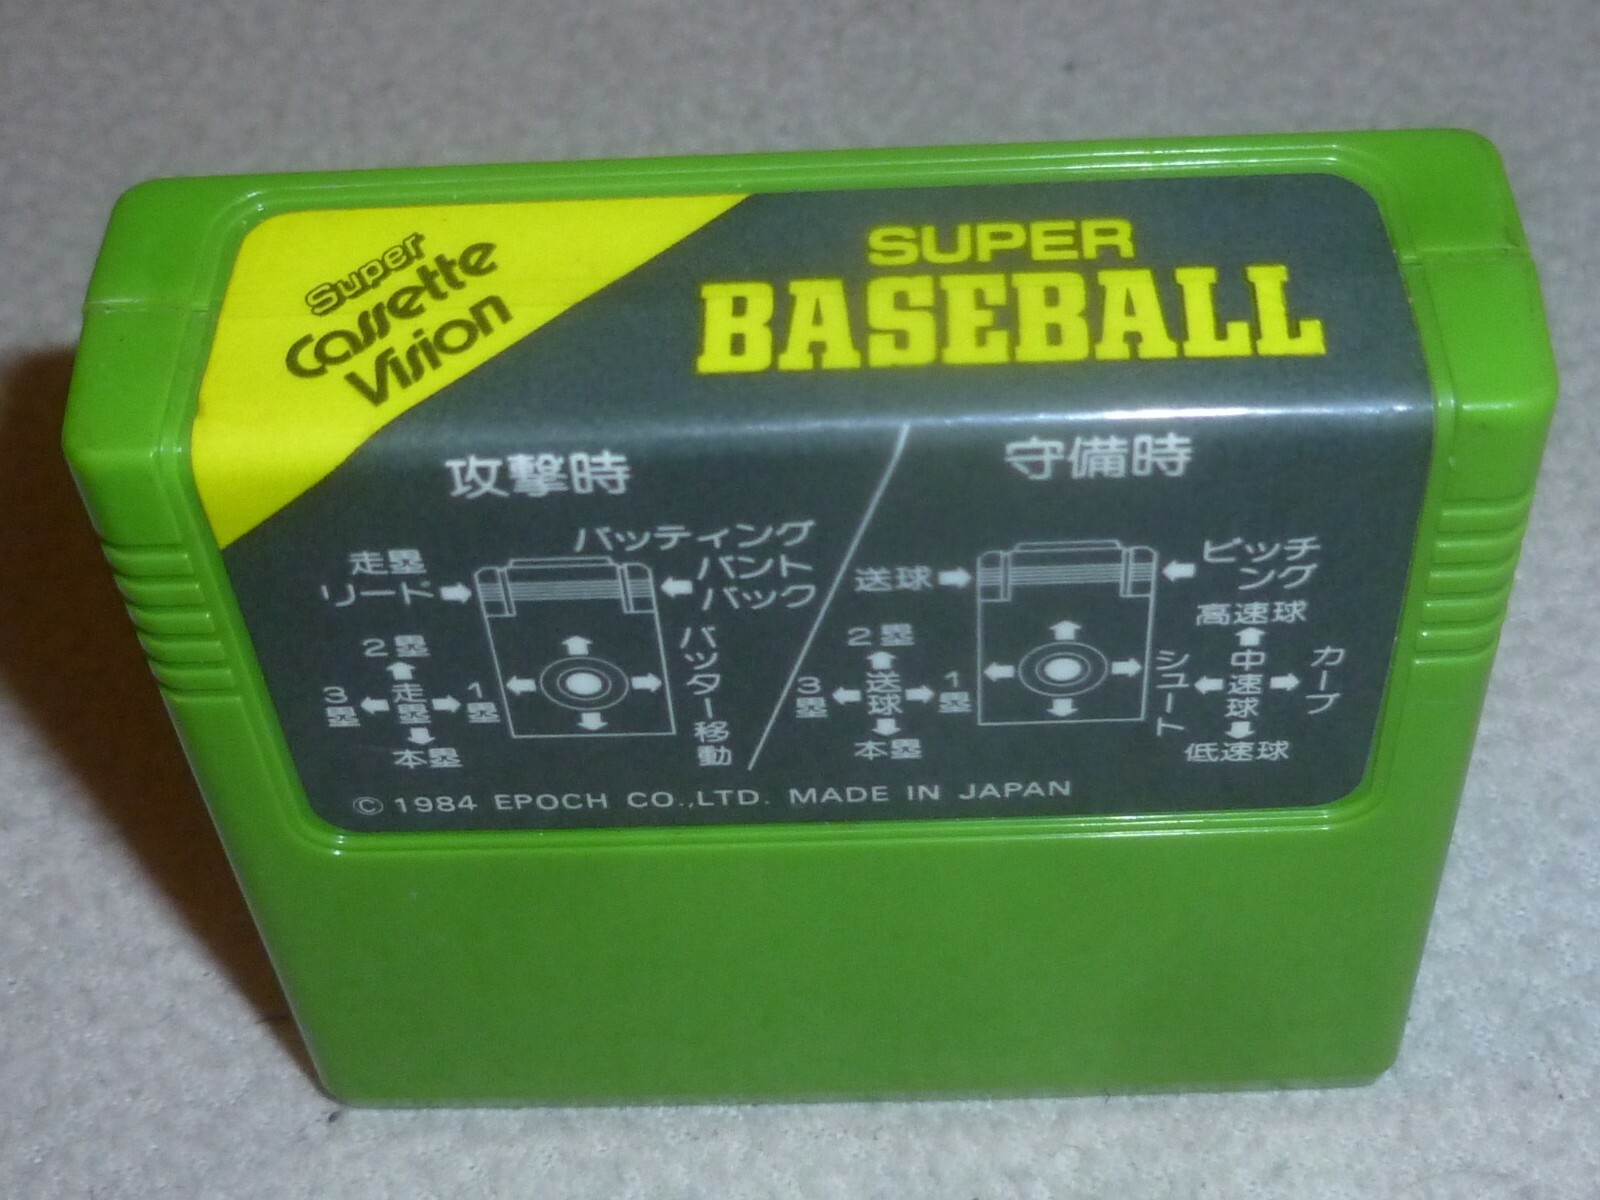 Super
Cassette
Vision
SUPER
BASEBALL
攻撃時
走塁
リード
バッティング
バント
バック
2塁
3塁
走塁
1塁
本塁
バッター移動
守備時
送球
ピッチ
ング
2塁
3塁
送球
1塁
本塁
高速球
シュート
中速球
カーブ
低速球
© 1984 EPOCH CO.,LTD. MADE IN JAPAN